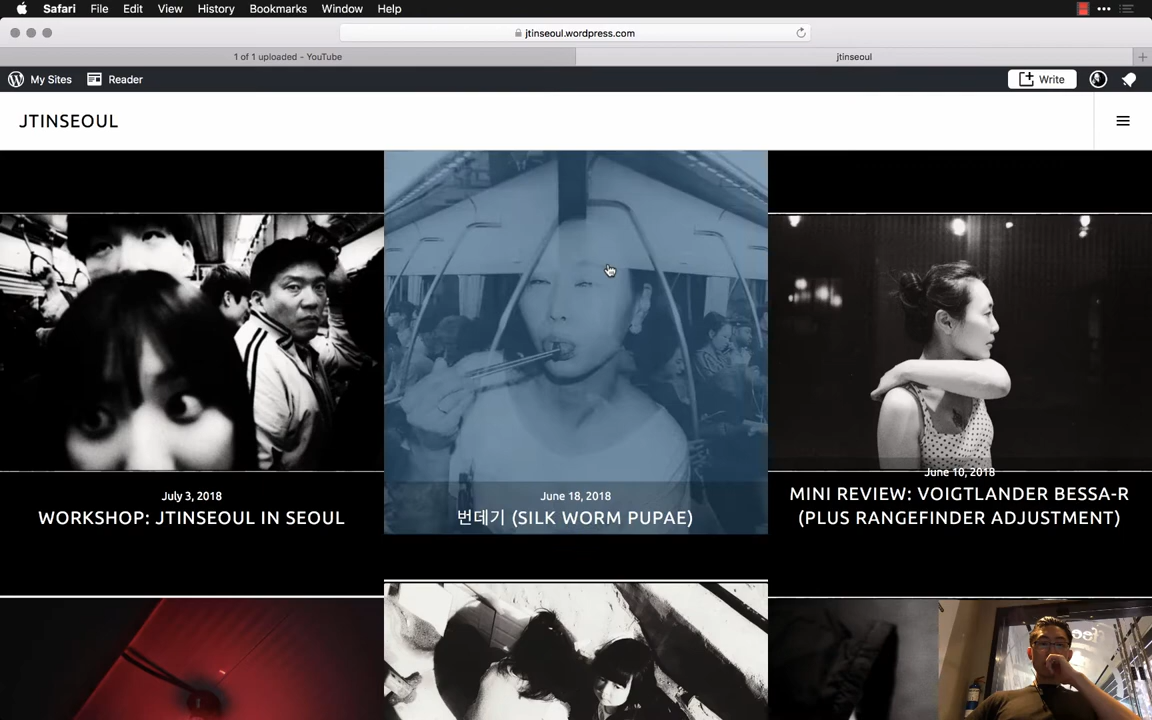 Safari File Edit View History Bookmarks Window Help
jtinseoul.wordpress.com
1 of 1 uploaded - YouTube
jtinseoul
My Sites
Reader
Write
JTINSEOUL
July 3, 2018
WORKSHOP: JTINSEOUL IN SEOUL
June 18, 2018
번데기 (SILK WORM PUPAE)
June 10, 2018
MINI REVIEW: VOIGTLANDER BESSA-R
(PLUS RANGEFINDER ADJUSTMENT)